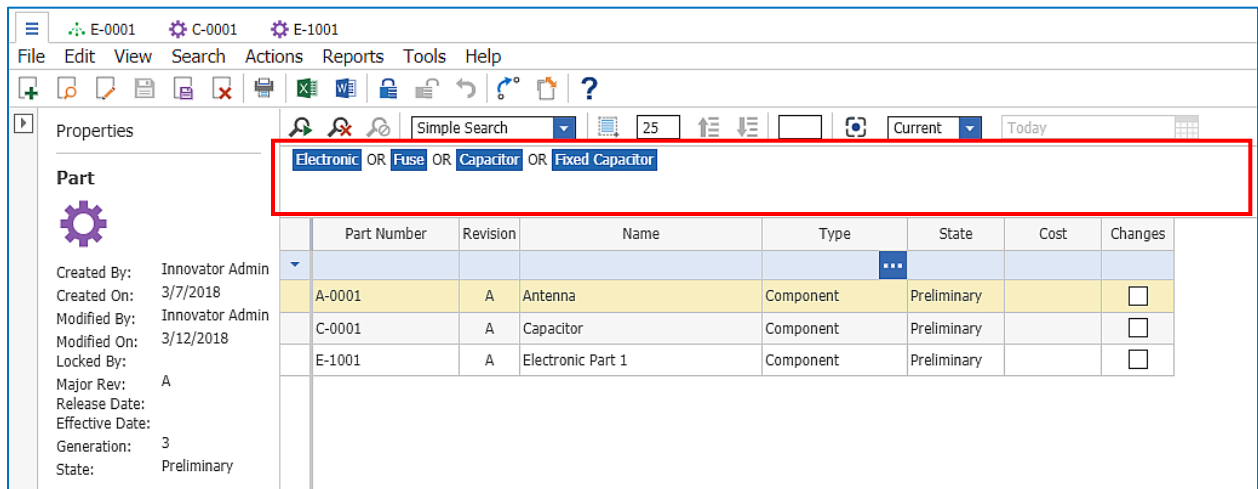 E-0001 C-0001 E-1001
File Edit View Search Actions Reports Tools Help
Simple Search 25 Current Today
Properties
Electronic OR Fuse OR Capacitor OR Fixed Capacitor
Part
Part Number Revision Name Type State Cost Changes
Created By: Innovator Admin
Created On: 3/7/2018
Modified By: Innovator Admin
Modified On: 3/12/2018
Locked By:
Major Rev: A
Release Date:
Effective Date:
Generation: 3
State: Preliminary
A-0001 A Antenna Component Preliminary
C-0001 A Capacitor Component Preliminary
E-1001 A Electronic Part 1 Component Preliminary